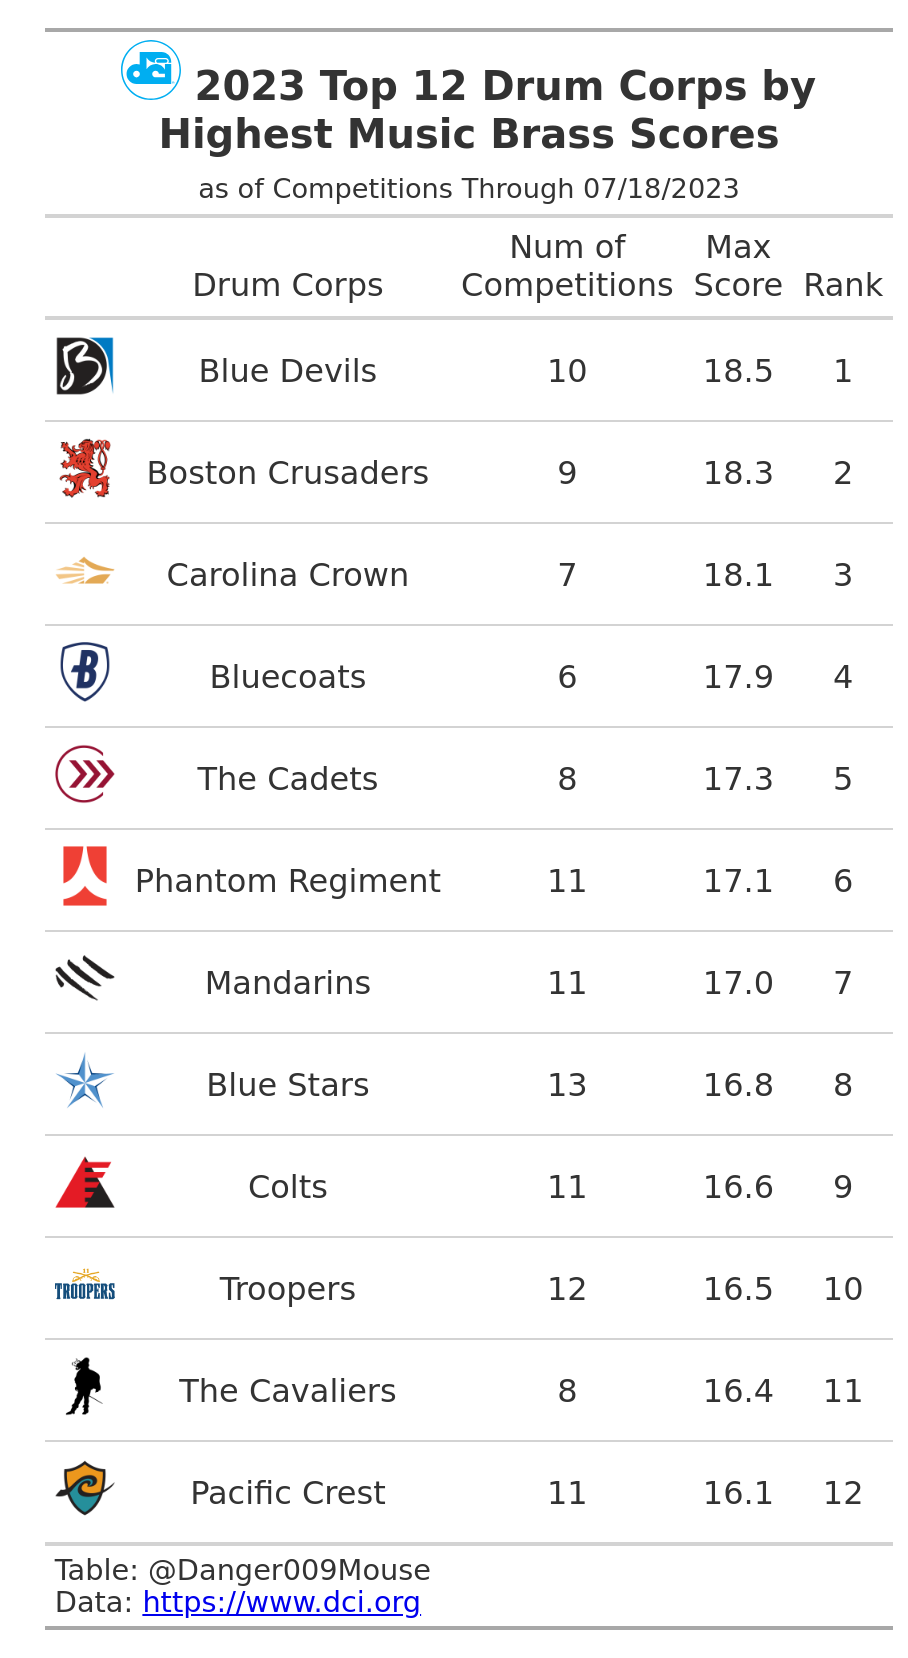 dci
2023 Top 12 Drum Corps by
Highest Music Brass Scores
as of Competitions Through 07/18/2023
Drum Corps Num of Competitions Max Score Rank
Blue Devils 10 18.5 1
Boston Crusaders 9 18.3 2
Carolina Crown 7 18.1 3
B Bluecoats 6 17.9 4
The Cadets 8 17.3 5
Phantom Regiment 11 17.1 6
Mandarins 11 17.0 7
Blue Stars 13 16.8 8
Colts 11 16.6 9
TROOPERS Troopers 12 16.5 10
The Cavaliers 8 16.4 11
Pacific Crest 11 16.1 12
Table: @Danger009Mouse
Data: https://www.dci.org